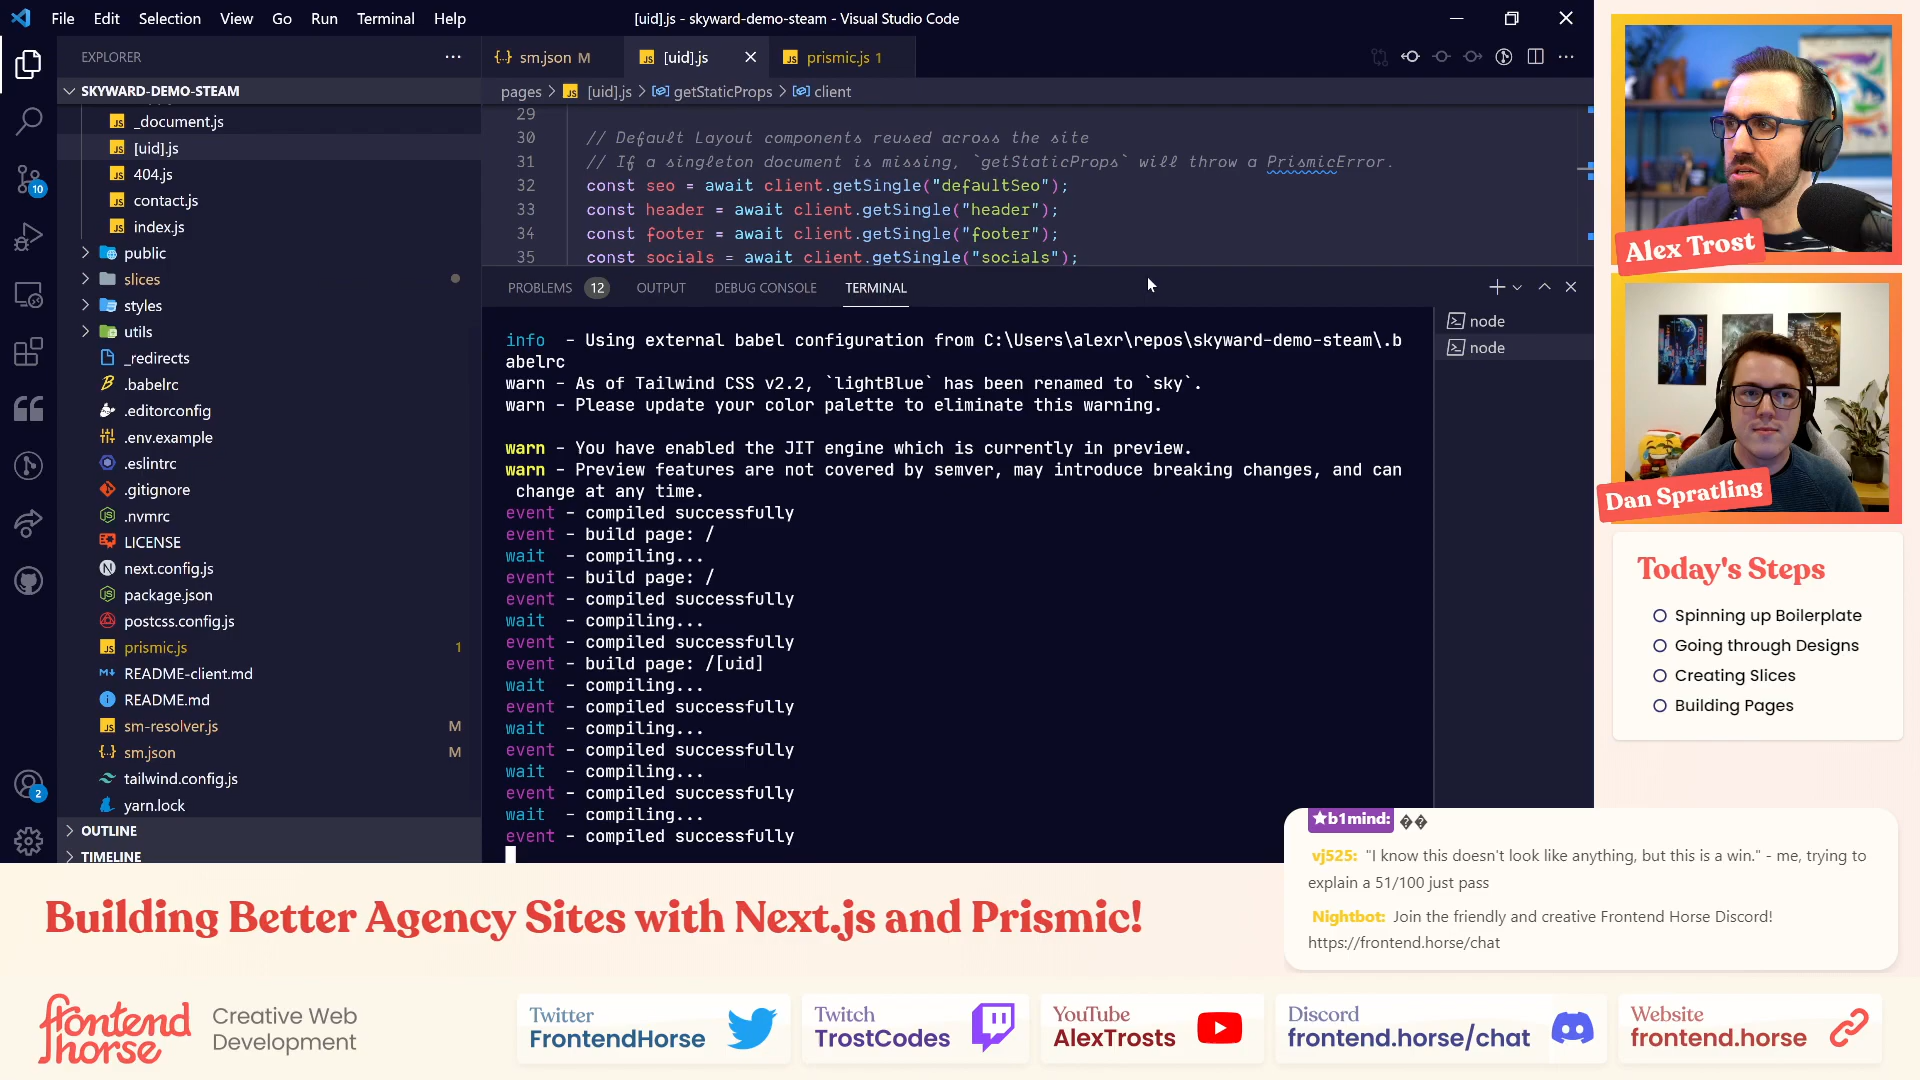 File Edit Selection View Go Run Terminal Help
[uid].js - skyward-demo-steam - Visual Studio Code
EXPLORER
SKYWARD-DEMO-STEAM
_document.js
[uid].js
404.js
contact.js
index.js
public
slices
styles
utils
_redirects
.babelrc
.editorconfig
.env.example
.eslintrc
.gitignore
.nvmrc
LICENSE
next.config.js
package.json
postcss.config.js
prismic.js 1
README-client.md
README.md
sm-resolver.js M
sm.json M
tailwind.config.js
yarn.lock
OUTLINE
TIMELINE
10
2
sm.json M
[uid].js
prismic.js 1
pages > [uid].js > getStaticProps > client
29
30 // Default Layout components reused across the site
31 // If a singleton document is missing, `getStaticProps` will throw a PrismicError.
32 const seo = await client.getSingle("defaultSeo");
33 const header = await client.getSingle("header");
34 const footer = await client.getSingle("footer");
35 const socials = await client.getSingle("socials");
PROBLEMS 12 OUTPUT DEBUG CONSOLE TERMINAL
info - Using external babel configuration from C:\Users\alexr\repos\skyward-demo-steam\.b
abelrc
warn - As of Tailwind CSS v2.2, `lightBlue` has been renamed to `sky`.
warn - Please update your color palette to eliminate this warning.
warn - You have enabled the JIT engine which is currently in preview.
warn - Preview features are not covered by semver, may introduce breaking changes, and can
change at any time.
event - compiled successfully
event - build page: /
wait - compiling...
event - build page: /
event - compiled successfully
wait - compiling...
event - compiled successfully
event - build page: /[uid]
wait - compiling...
event - compiled successfully
wait - compiling...
event - compiled successfully
wait - compiling...
event - compiled successfully
wait - compiling...
event - compiled successfully
node
node
Alex Trost
Dan Spratling
Today's Steps
Spinning up Boilerplate
Going through Designs
Creating Slices
Building Pages
★b1mind: ��
vj525: "I know this doesn't look like anything, but this is a win." - me, trying to
explain a 51/100 just pass
Nightbot: Join the friendly and creative Frontend Horse Discord!
https://frontend.horse/chat
Building Better Agency Sites with Next.js and Prismic!
frontend
horse
Creative Web
Development
Twitter
FrontendHorse
Twitch
TrostCodes
YouTube
AlexTrosts
Discord
frontend.horse/chat
Website
frontend.horse